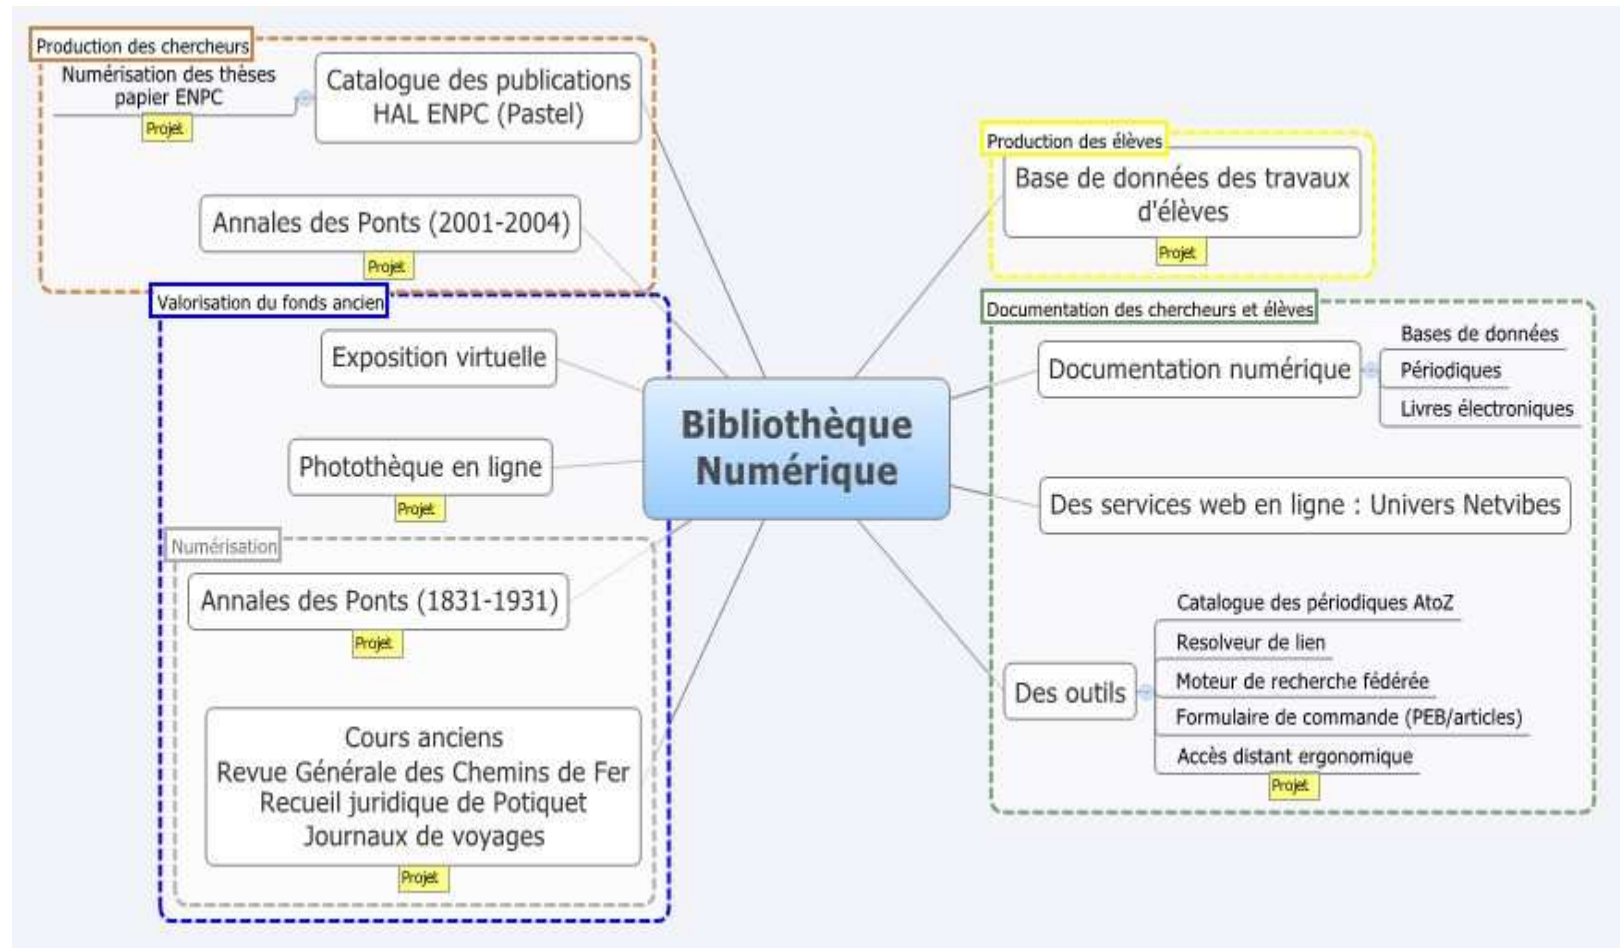 Production des chercheurs
Numérisation des thèses
papier ENPC
Projet
Catalogue des publications
HAL ENPC (Pastel)
Annales des Ponts (2001-2004)
Projet
Valorisation du fonds ancien
Exposition virtuelle
Photothèque en ligne
Projet
Numérisation
Annales des Ponts (1831-1931)
Projet
Cours anciens
Revue Générale des Chemins de Fer
Recueil juridique de Potiquet
Journaux de voyages
Projet
Bibliothèque
Numérique
Production des élèves
Base de données des travaux
d'élèves
Projet
Documentation des chercheurs et élèves
Documentation numérique
Bases de données
Périodiques
Livres électroniques
Des services web en ligne : Univers Netvibes
Des outils
Catalogue des périodiques AtoZ
Resolveur de lien
Moteur de recherche fédérée
Formulaire de commande (PEB/articles)
Accès distant ergonomique
Projet